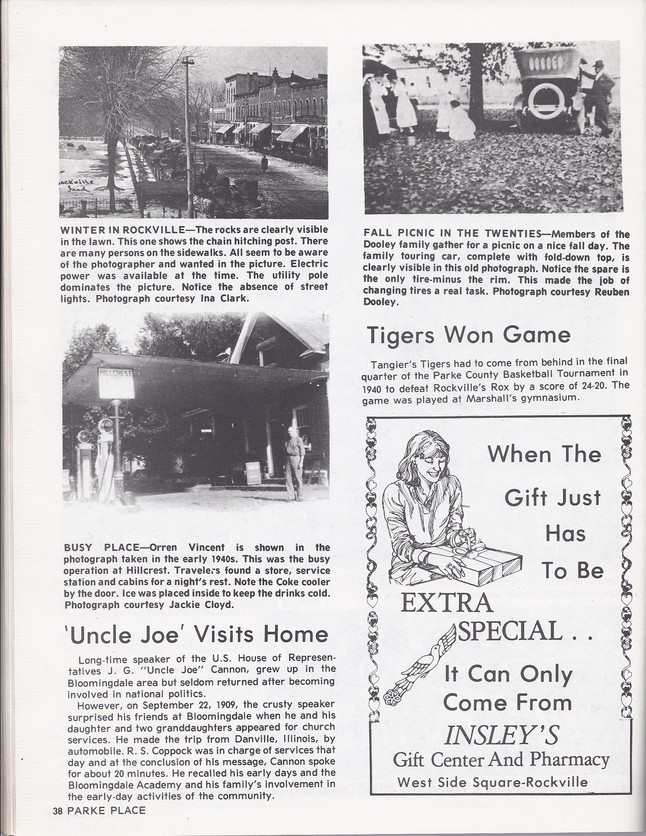 WINTER IN ROCKVILLE—The rocks are clearly visible
in the lawn. This one shows the chain hitching post. There
are many persons on the sidewalks. All seem to be aware
of the photographer and wanted in the picture. Electric
power was available at the time. The utility pole
dominates the picture. Notice the absence of street
lights. Photograph courtesy Ina Clark.
HILLCREST
BUSY PLACE—Orren Vincent is shown in the
photograph taken in the early 1940s. This was the busy
operation at Hillcrest. Travelers found a store, service
station and cabins for a night's rest. Note the Coke cooler
by the door. Ice was placed inside to keep the drinks cold.
Photograph courtesy Jackie Cloyd.
'Uncle Joe' Visits Home
Long-time speaker of the U.S. House of Represen-
tatives J. G. "Uncle Joe" Cannon, grew up in the
Bloomingdale area but seldom returned after becoming
involved in national politics.
However, on September 22, 1909, the crusty speaker
surprised his friends at Bloomingdale when he and his
daughter and two granddaughters appeared for church
services. He made the trip from Danville, Illinois, by
automobile. R. S. Coppock was in charge of services that
day and at the conclusion of his message, Cannon spoke
for about 20 minutes. He recalled his early days and the
Bloomingdale Academy and his family's involvement in
the early-day activities of the community.
38 PARKE PLACE
FALL PICNIC IN THE TWENTIES—Members of the
Dooley family gather for a picnic on a nice fall day. The
family touring car, complete with fold-down top, is
clearly visible in this old photograph. Notice the spare is
the only tire-minus the rim. This made the job of
changing tires a real task. Photograph courtesy Reuben
Dooley.
Tigers Won Game
Tangier's Tigers had to come from behind in the final
quarter of the Parke County Basketball Tournament in
1940 to defeat Rockville's Rox by a score of 24-20. The
game was played at Marshall's gymnasium.
When The
Gift Just
Has
To Be
EXTRA
SPECIAL . .
It Can Only
Come From
INSLEY'S
Gift Center And Pharmacy
West Side Square-Rockville